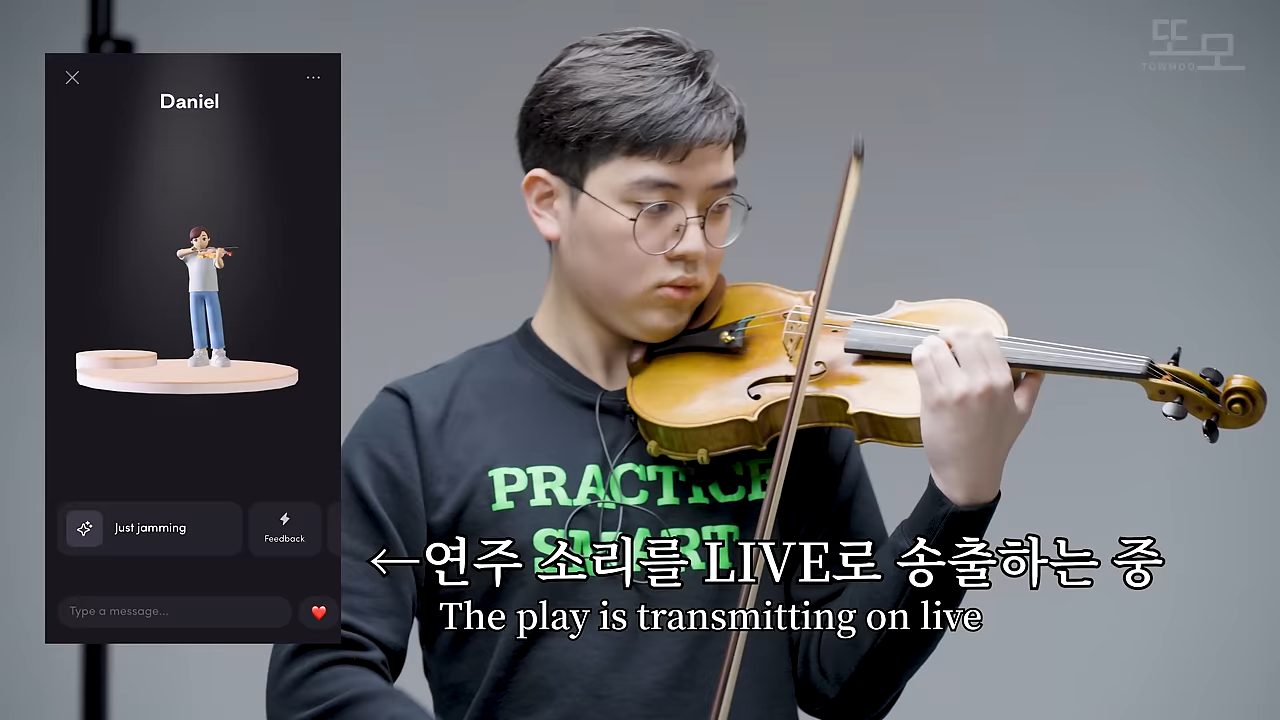 또모
TOWMOO
Daniel
Just jamming
Feedback
Type a message...
PRACTICE
SMART
←연주 소리를 LIVE로 송출하는 중
The play is transmitting on live